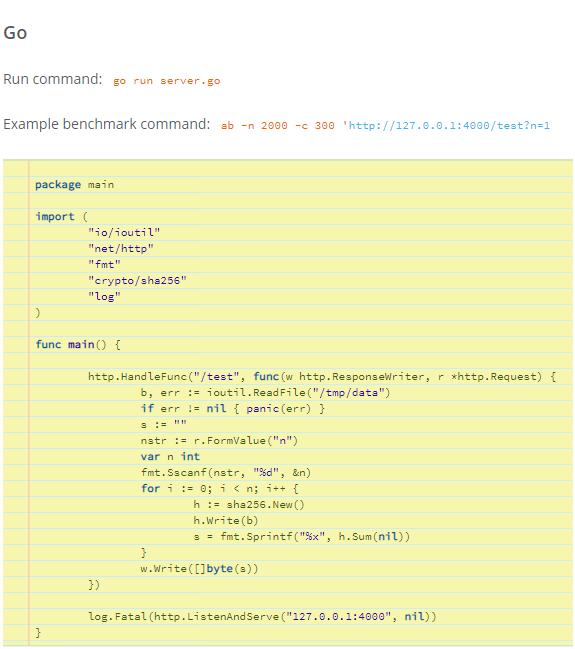 Go
Run command: go run server.go
Example benchmark command: ab -n 2000 -c 300 'http://127.0.0.1:4000/test?n=1
package main
import (
"io/ioutil"
"net/http"
"fmt"
"crypto/sha256"
"log"
)
func main() {
http.HandleFunc("/test", func(w http.ResponseWriter, r *http.Request) {
b, err := ioutil.ReadFile("/tmp/data")
if err != nil { panic(err) }
s := ""
nstr := r.FormValue("n")
var n int
fmt.Sscanf(nstr, "%d", &n)
for i := 0; i < n; i++ {
h := sha256.New()
h.Write(b)
s = fmt.Sprintf("%x", h.Sum(nil))
}
w.Write([]byte(s))
})
log.Fatal(http.ListenAndServe("127.0.0.1:4000", nil))
}